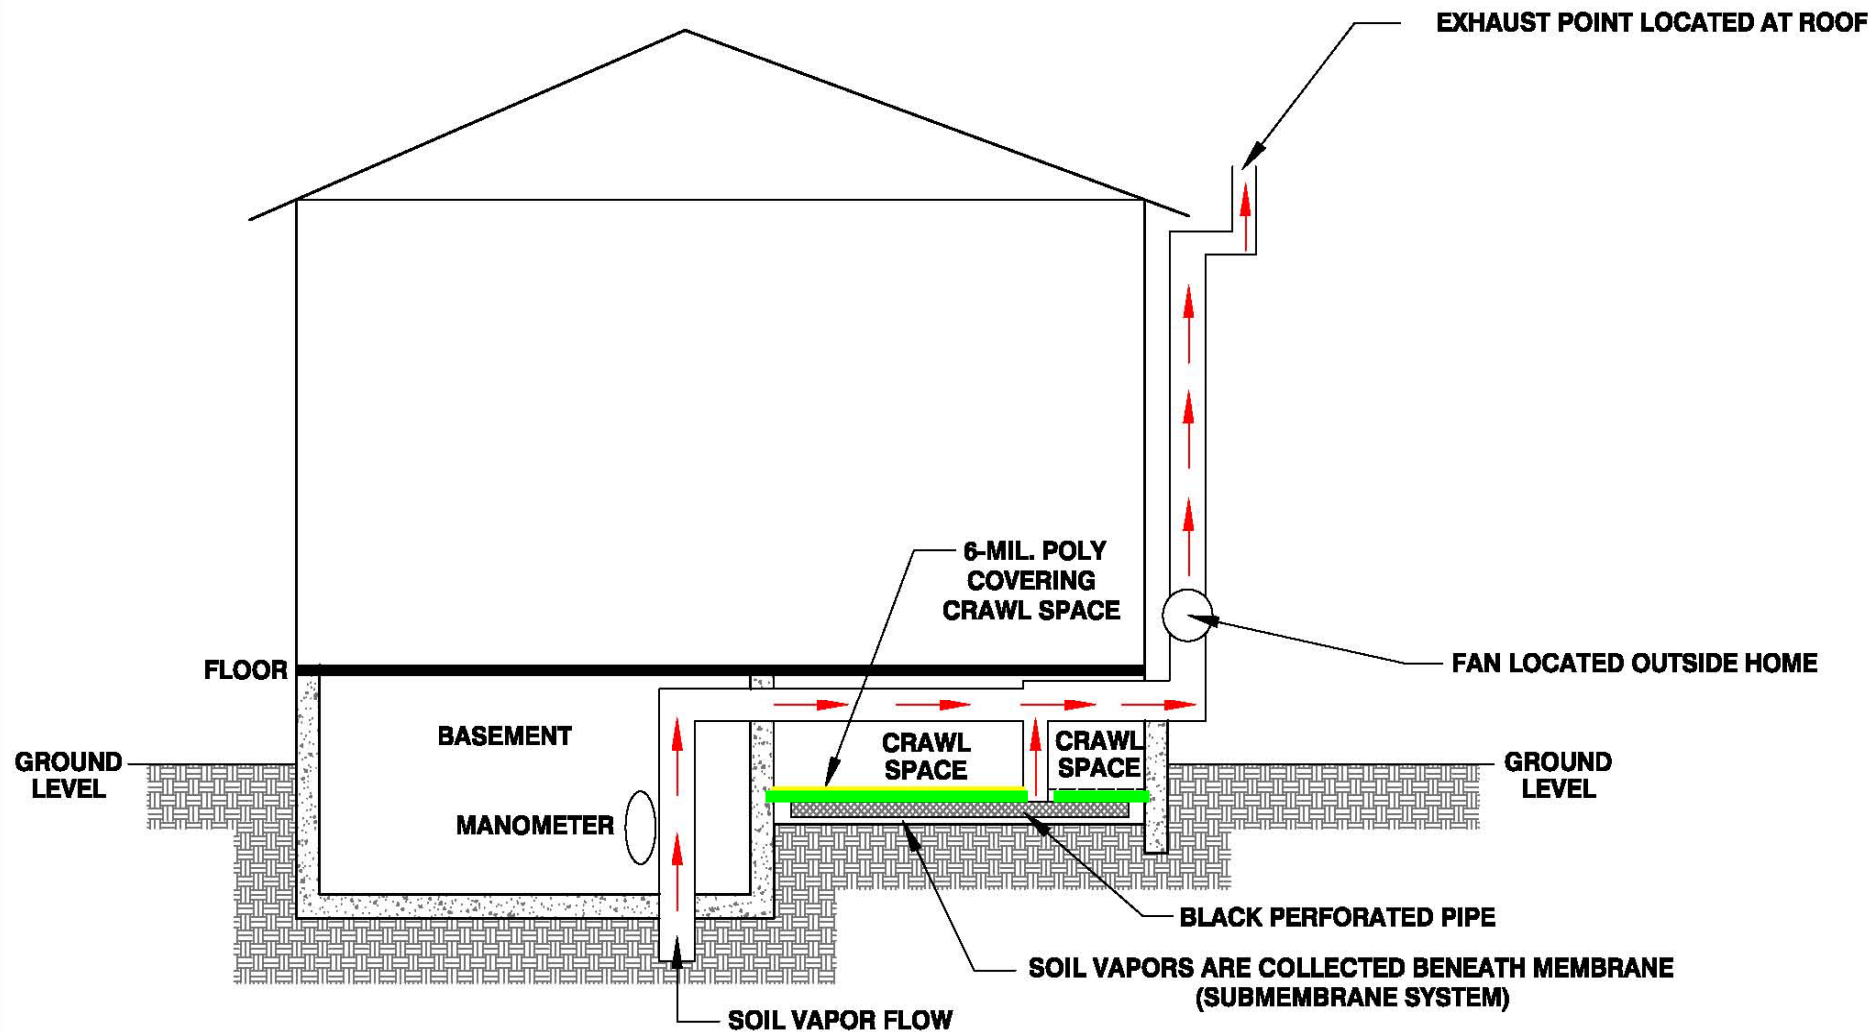 EXHAUST POINT LOCATED AT ROOF
6-MIL. POLY
COVERING
CRAWL SPACE
FLOOR
FAN LOCATED OUTSIDE HOME
BASEMENT
CRAWL
SPACE
CRAWL
SPACE
GROUND
LEVEL
GROUND
LEVEL
MANOMETER
BLACK PERFORATED PIPE
SOIL VAPORS ARE COLLECTED BENEATH MEMBRANE
(SUBMEMBRANE SYSTEM)
SOIL VAPOR FLOW